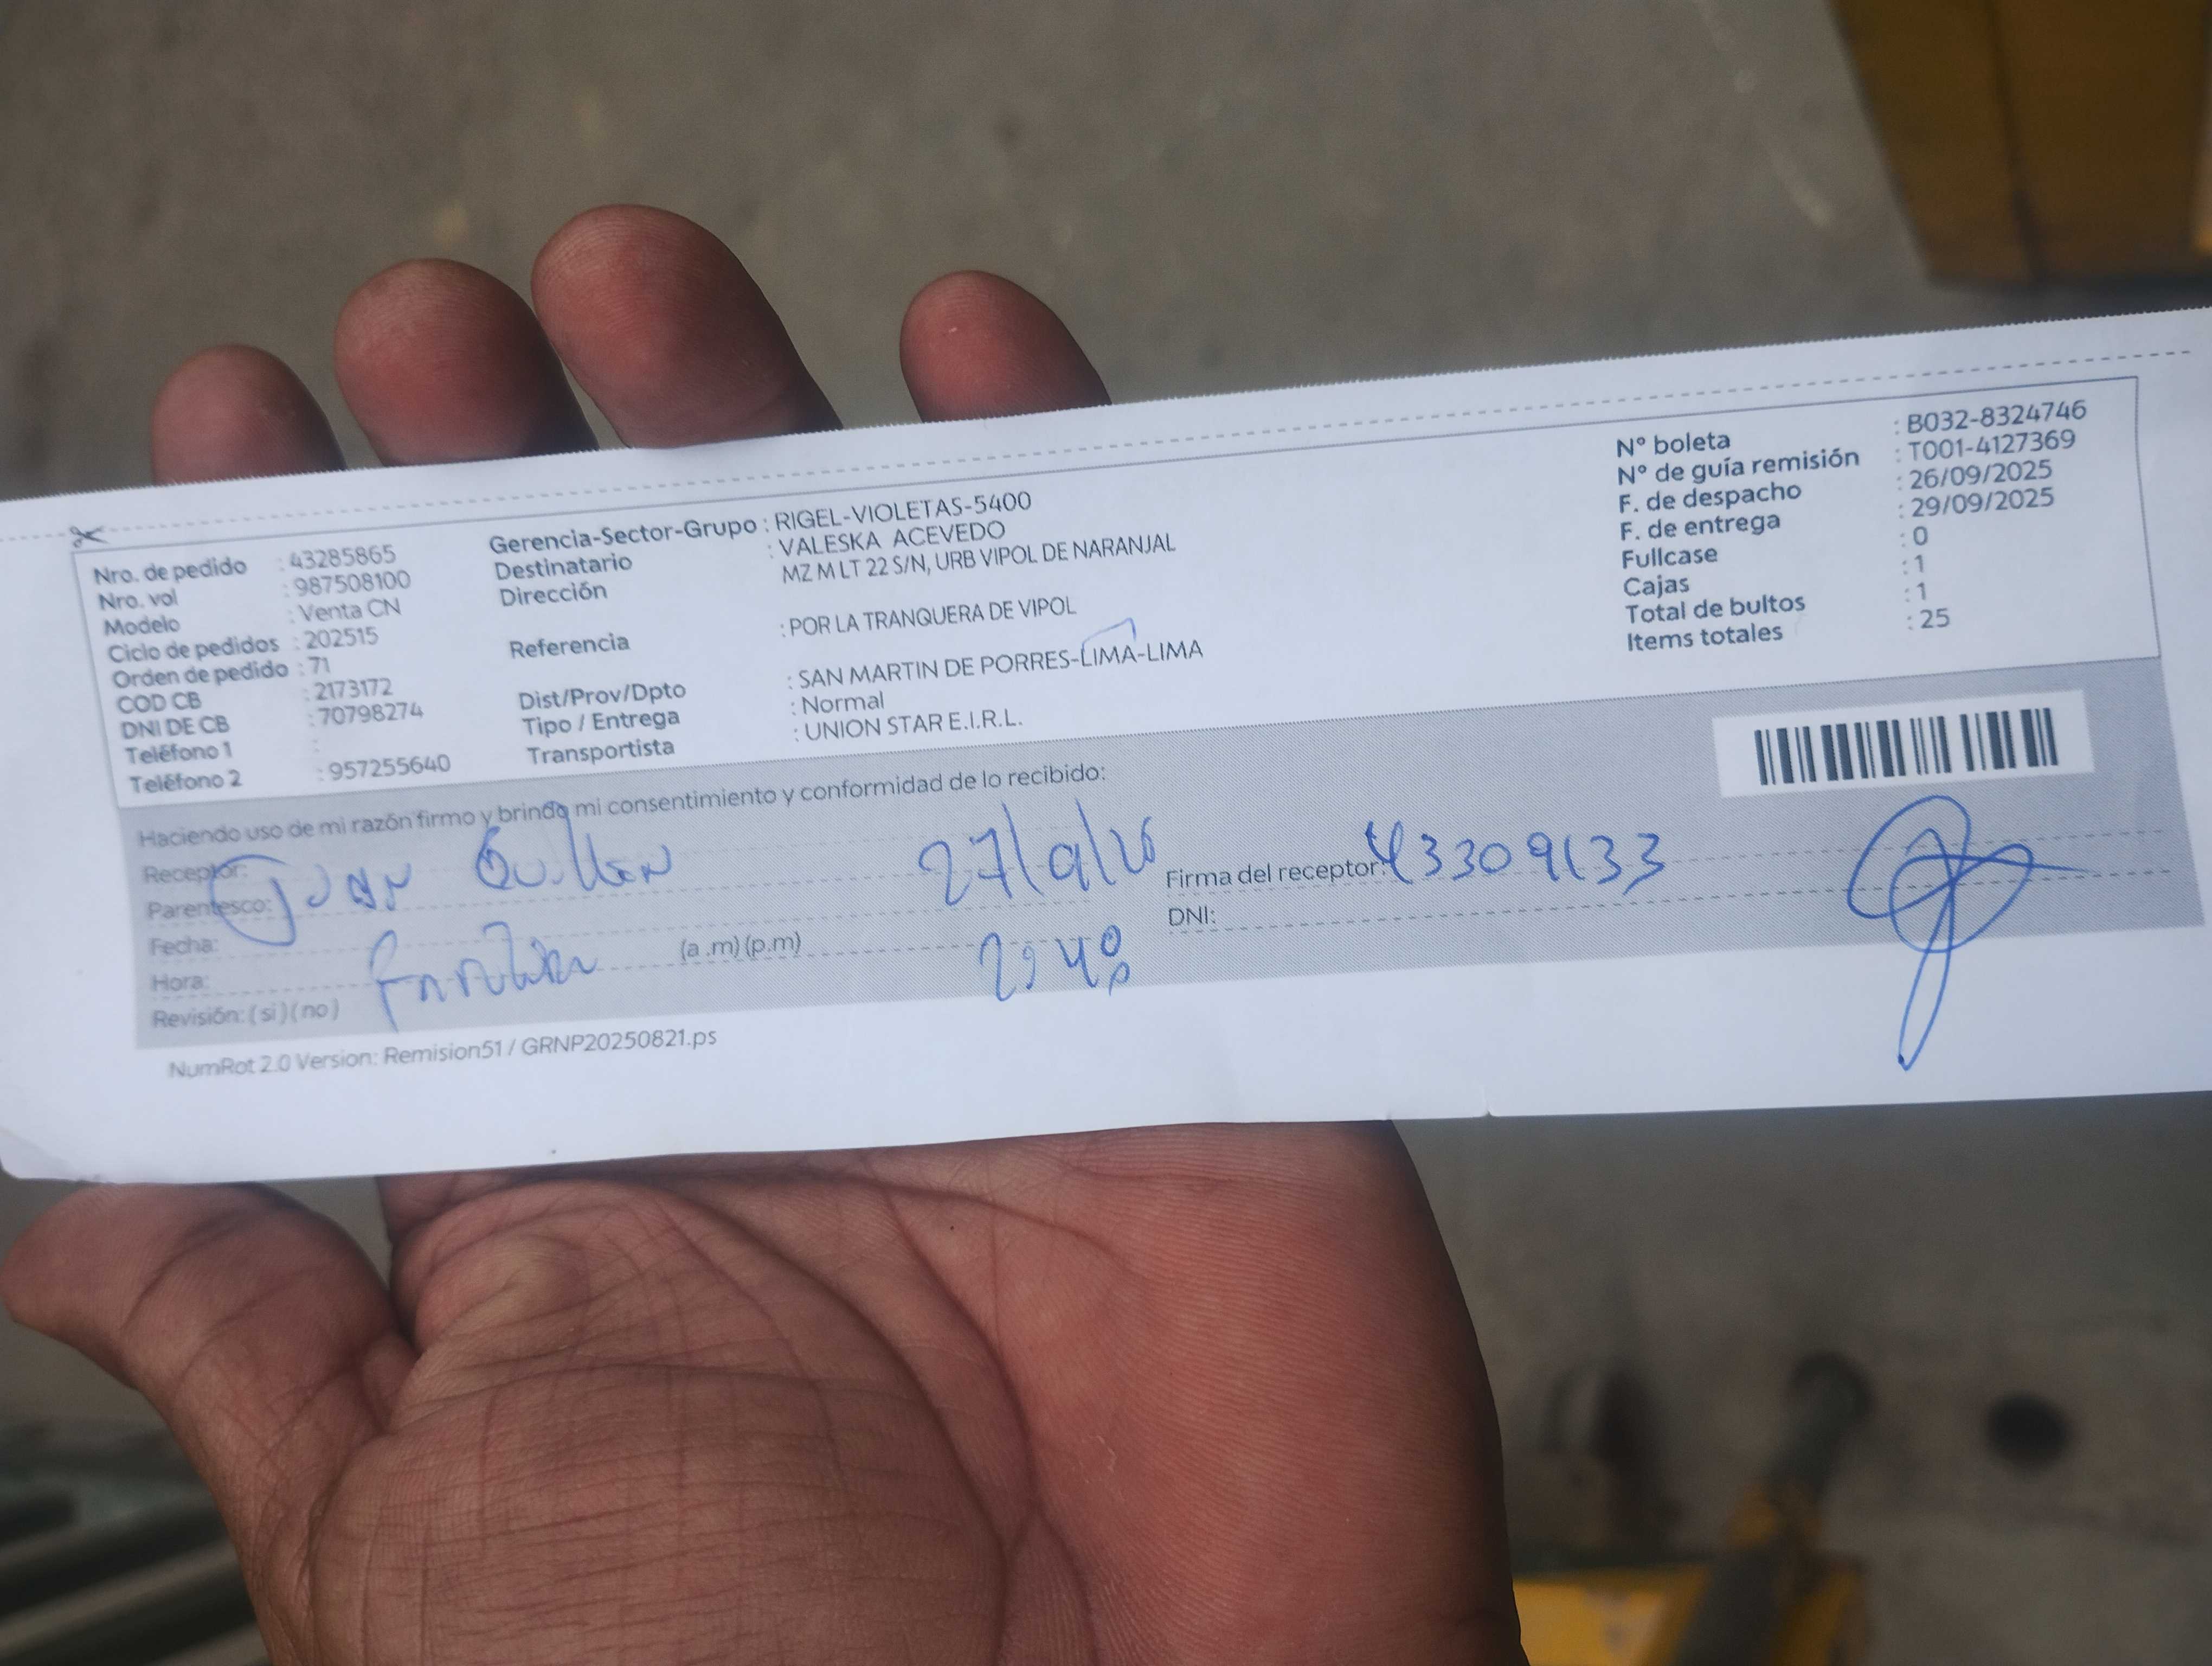 Nro. de pedido : 43285865
Nro. vol : 987508100
Modelo : Venta CN
Ciclo de pedidos : 202515
Orden de pedido : 71
COD CB : 2173172
DNI DE CB : 70798274
Teléfono 1 :
Teléfono 2 : 957255640
Gerencia-Sector-Grupo : RIGEL-VIOLETAS-5400
Destinatario : VALESKA ACEVEDO
Dirección MZ M LT 22 S/N, URB VIPOL DE NARANJAL
Referencia : POR LA TRANQUERA DE VIPOL
Dist/Prov/Dpto : SAN MARTIN DE PORRES-LIMA-LIMA
Tipo / Entrega : Normal
Transportista : UNION STAR E.I.R.L.
N° boleta : B032-8324746
N° de guía remisión : T001-4127369
F. de despacho : 26/09/2025
F. de entrega : 29/09/2025
Fullcase : 0
Cajas : 1
Total de bultos : 1
Items totales : 25
Haciendo uso de mi razón firmo y brindo mi consentimiento y conformidad de lo recibido:
Receptor: Juan
Parentesco:
Fecha: 27/9/25
Hora: (a .m) (p.m)
Revisión: ( si ) ( no )
Firma del receptor: 43309133
DNI:
NumRot 2.0 Version: Remision51 / GRNP20250821.ps